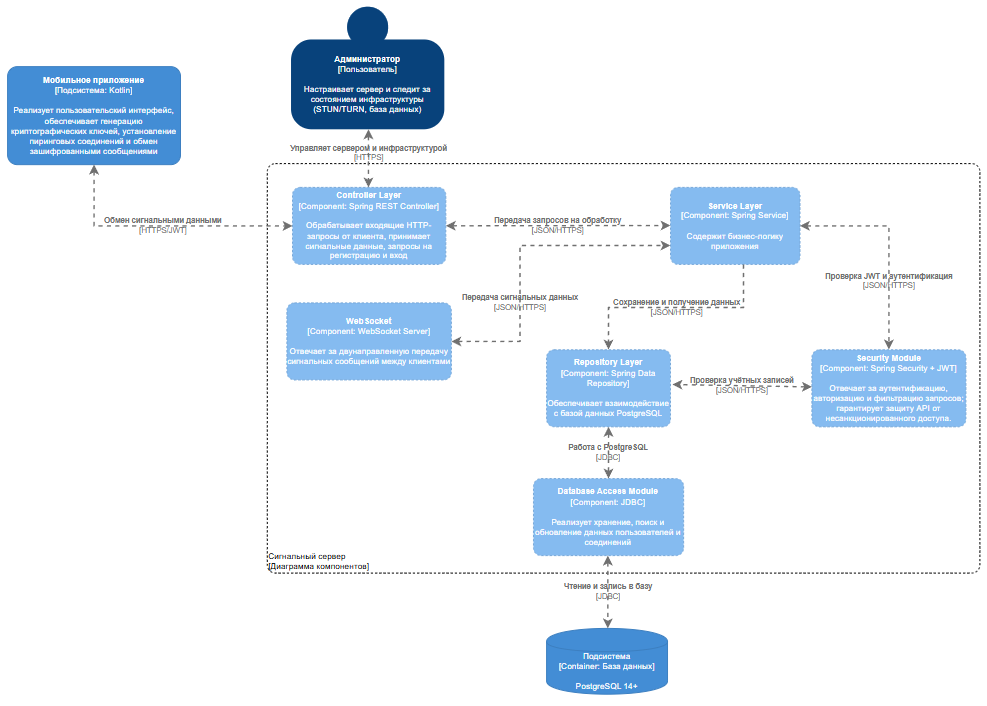 Администратор
[Пользователь]
Настраивает сервер и следит за
состоянием инфраструктуры
(STUN/TURN, база данных)
Мобильное приложение
[Подсистема: Kotlin]
Реализует пользовательский интерфейс,
обеспечивает генерацию
криптографических ключей, установление
пиринговых соединений и обмен
зашифрованными сообщениями
Управляет сервером и инфраструктурой
[HTTPS]
Controller Layer
[Component: Spring REST Controller]
Обрабатывает входящие HTTP-
запросы от клиента, принимает
сигнальные данные, запросы на
регистрацию и вход
Service Layer
[Component: Spring Service]
Содержит бизнес-логику
приложения
Обмен сигнальными данными
[HTTPS/JWT]
Передача запросов на обработку
[JSON/HTTPS]
Проверка JWT и аутентификация
[JSON/HTTPS]
Передача сигнальных данных
[JSON/HTTPS]
Сохранение и получение данных
[JSON/HTTPS]
WebSocket
[Component: WebSocket Server]
Отвечает за двунаправленную передачу
сигнальных сообщений между клиентами
Repository Layer
[Component: Spring Data
Repository]
Обеспечивает взаимодействие
с базой данных PostgreSQL
Проверка учётных записей
[JSON/HTTPS]
Security Module
[Component: Spring Security + JWT]
Отвечает за аутентификацию,
авторизацию и фильтрацию запросов;
гарантирует защиту API от
несанкционированного доступа.
Работа с PostgreSQL
[JDBC]
Database Access Module
[Component: JDBC]
Реализует хранение, поиск и
обновление данных пользователей и
соединений
Сигнальный сервер
[Диаграмма компонентов]
Чтение и запись в базу
[JDBC]
Подсистема
[Container: База данных]
PostgreSQL 14+